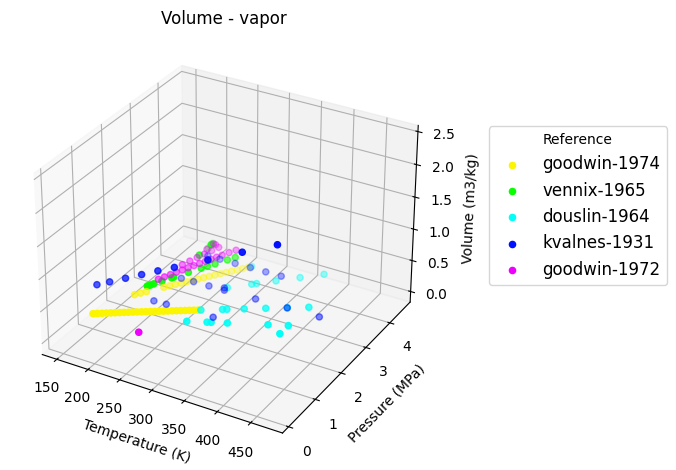 Volume - vapor
2.5
2.0
1.5
1.0
0.5
0.0
Volume (m3/kg)
4
3
2
1
0
Pressure (MPa)
150
200
250
300
350
400
450
Temperature (K)
Reference
goodwin-1974
vennix-1965
douslin-1964
kvalnes-1931
goodwin-1972